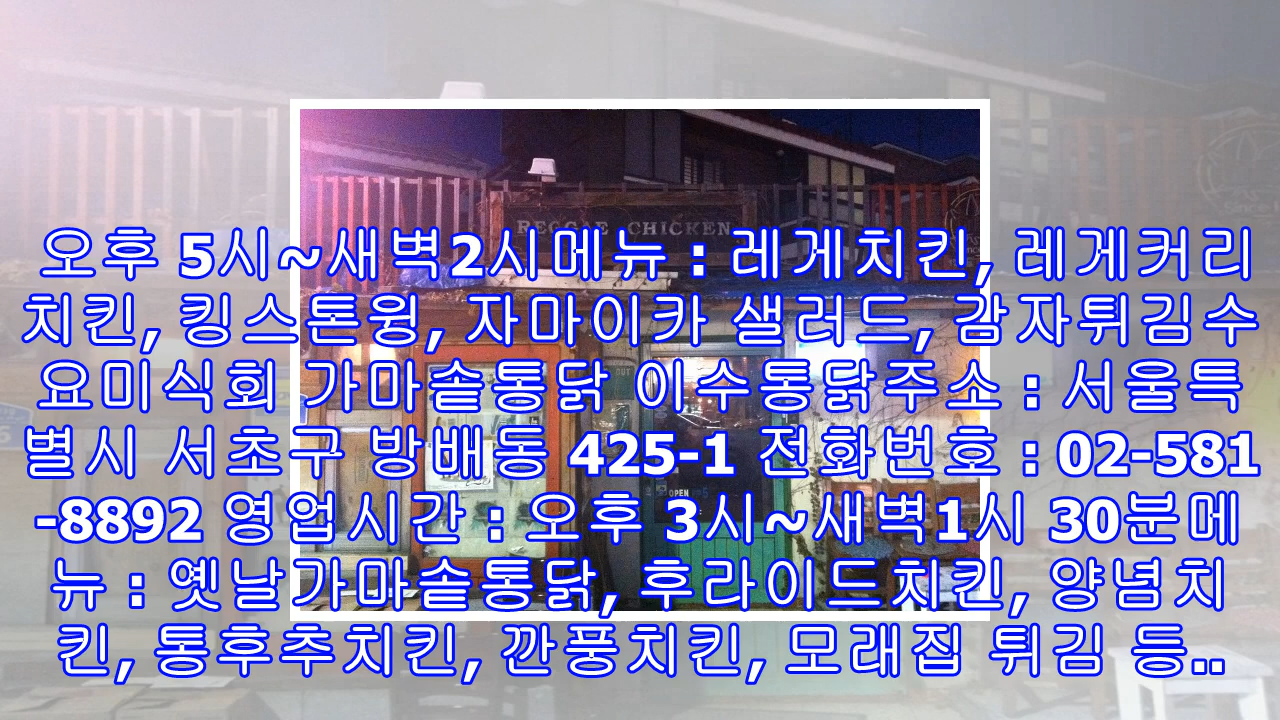 REGGAE CHICKEN
오후 5시~새벽2시메뉴 : 레게치킨, 레게커리
치킨, 킹스톤윙, 자마이카 샐러드, 감자튀김수
요미식회 가마솥통닭 이수통닭주소 : 서울특
별시 서초구 방배동 425-1 전화번호 : 02-581
-8892 영업시간 : 오후 3시~새벽1시 30분메
뉴 : 옛날가마솥통닭, 후라이드치킨, 양념치
킨, 통후추치킨, 깐풍치킨, 모래집 튀김 등..
OUT
OPEN